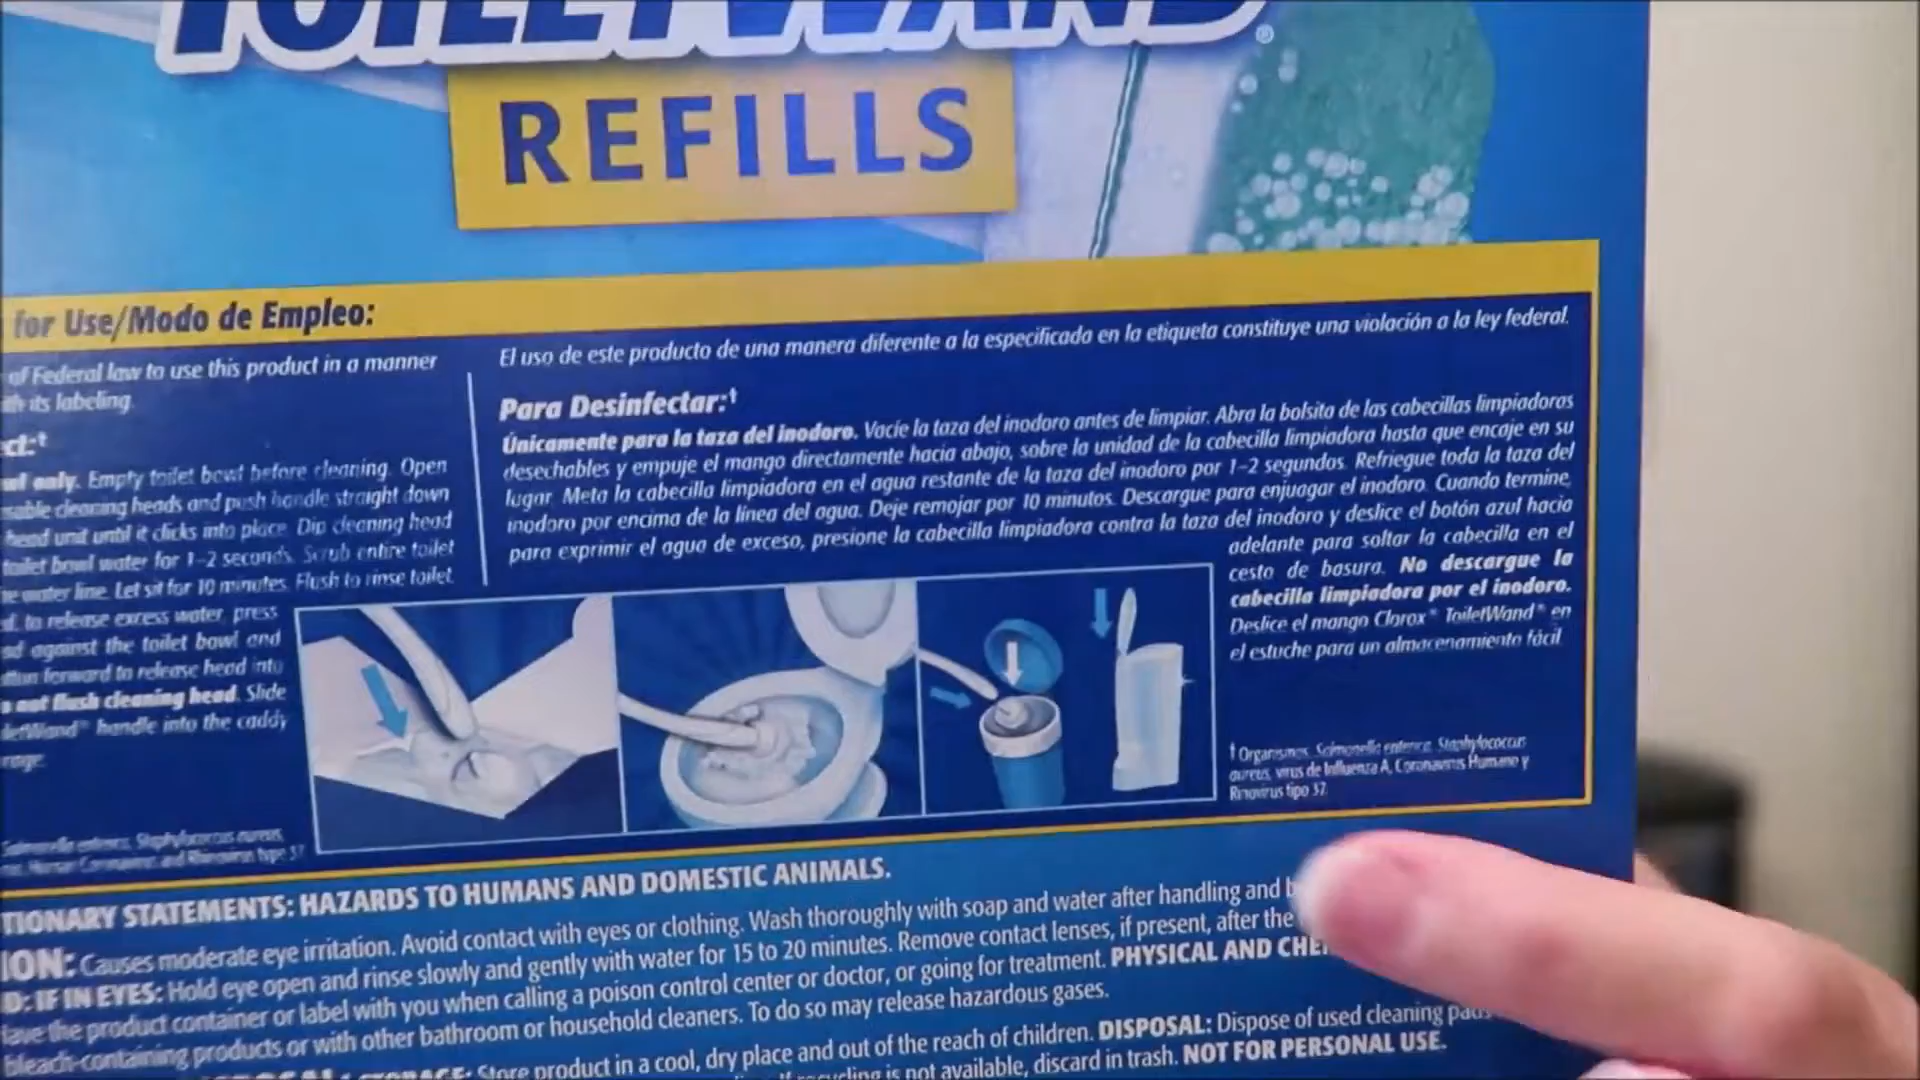 TOILETWAND®
REFILLS
for Use/Modo de Empleo:
of Federal law to use this product in a manner
its labeling.
only. Empty toilet bowl before cleaning. Open
cleaning heads and push handle straight down
head unit until it clicks into place. Dip cleaning head
toilet bowl water for 1-2 seconds. Scrub entire toilet
water line. Let sit for 10 minutes. Flush to rinse toilet.
to release excess water, press
against the toilet bowl and
forward to release head into
not flush cleaning head. Slide
handle into the caddy
Salmonella enterica, Staphylococcus aureus,
Human Coronavirus and Rhinovirus type 37
El uso de este producto de una manera diferente a la especificada en la etiqueta constituye una violación a la ley federal.
Para Desinfectar:†
Únicamente para la taza del inodoro. Vacíe la taza del inodoro antes de limpiar. Abra la bolsita de las cabecillas limpiadoras
desechables y empuje el mango directamente hacia abajo, sobre la unidad de la cabecilla limpiadora hasta que encaje en su
lugar. Meta la cabecilla limpiadora en el agua restante de la taza del inodoro por 1-2 segundos. Refriegue toda la taza del
inodoro por encima de la línea del agua. Deje remojar por 10 minutos. Descargue para enjuagar el inodoro. Cuando termine,
para exprimir el agua de exceso, presione la cabecilla limpiadora contra la taza del inodoro y deslice el botón azul hacia
adelante para soltar la cabecilla en el
cesto de basura. No descargue la
cabecilla limpiadora por el inodoro.
Deslice el mango Clorox® ToiletWand® en
el estuche para un almacenamiento fácil.
† Organismos: Salmonella enterica, Staphylococcus
aureus, virus de Influenza A, Coronavirus Humano y
Rinovirus tipo 37.
STATEMENTS: HAZARDS TO HUMANS AND DOMESTIC ANIMALS.
Causes moderate eye irritation. Avoid contact with eyes or clothing. Wash thoroughly with soap and water after handling and
IF IN EYES: Hold eye open and rinse slowly and gently with water for 15 to 20 minutes. Remove contact lenses, if present, after the
the product container or label with you when calling a poison control center or doctor, or going for treatment. PHYSICAL AND
bleach-containing products or with other bathroom or household cleaners. To do so may release hazardous gases.
Store product in a cool, dry place and out of the reach of children. DISPOSAL: Dispose of used cleaning pads
is not available, discard in trash. NOT FOR PERSONAL USE.